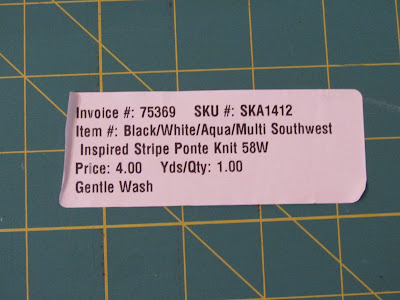 Invoice #: 75369 SKU #: SKA1412
Item #: Black/White/Aqua/Multi Southwest
Inspired Stripe Ponte Knit 58W
Price: 4.00 Yds/Qty: 1.00
Gentle Wash